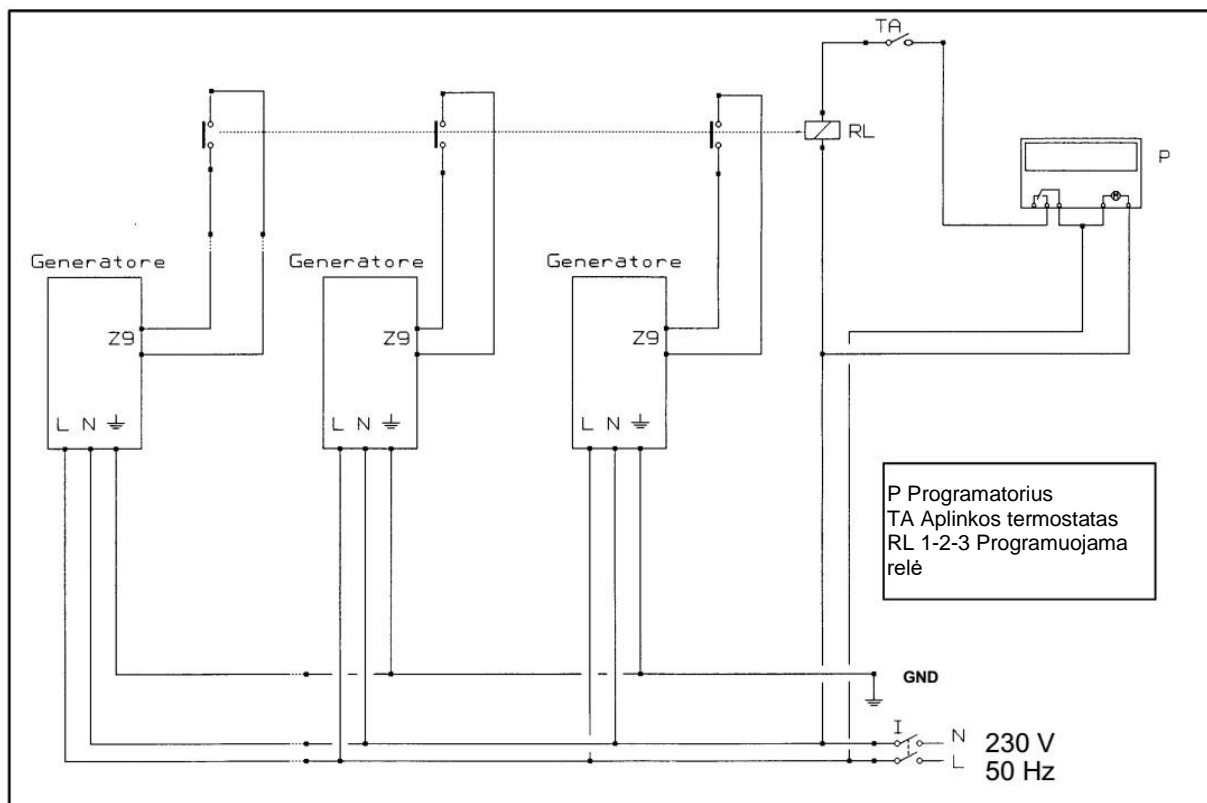 TA
RL
P
Generatore Generatore Generatore
Z9 Z9 Z9
L N L N L N
P Programatorius
TA Aplinkos termostatas
RL 1-2-3 Programuojama
relė
GND
I
N
230 V
L
50 Hz